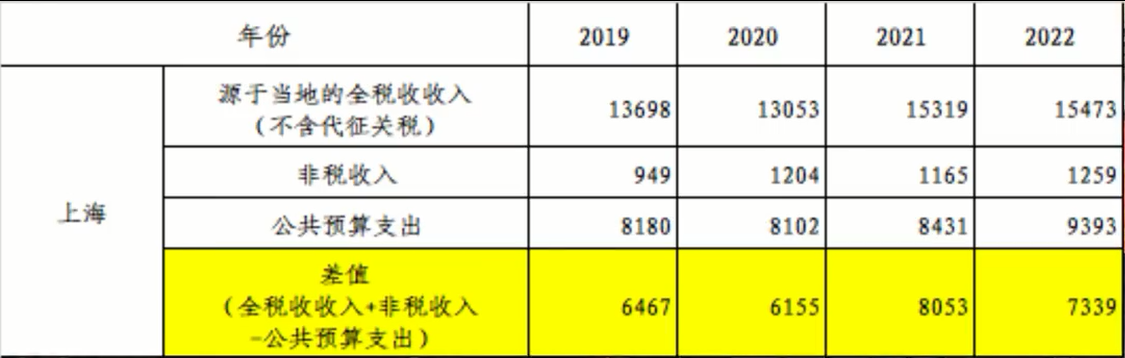 年份 2019 2020 2021 2022
上海
源于当地的全税收收入
（不含代征关税） 13698 13053 15319 15473
非税收入 949 1204 1165 1259
公共预算支出 8180 8102 8431 9393
差值
（全税收收入+非税收入
-公共预算支出） 6467 6155 8053 7339